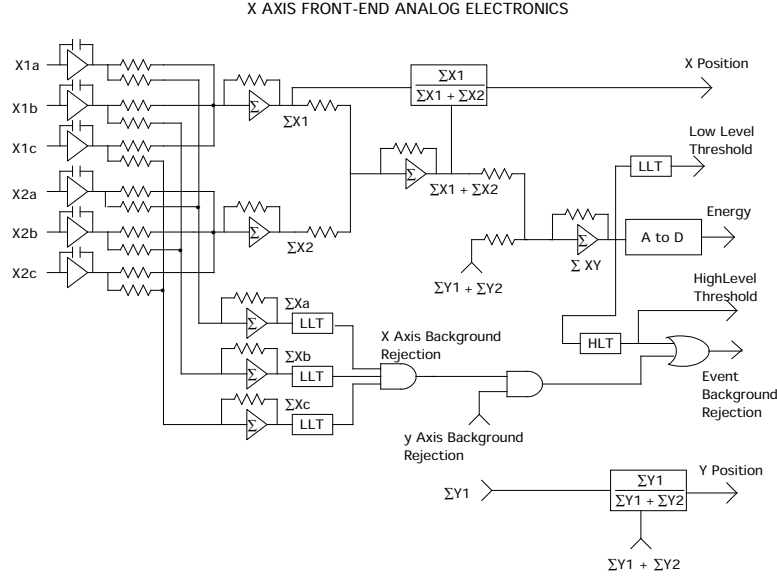 X AXIS FRONT-END ANALOG ELECTRONICS
X1a
X1b
X1c
X2a
X2b
X2c
Σ
ΣX1
Σ
ΣX2
ΣX1
ΣX1 + ΣX2
X Position
Σ
ΣX1 + ΣX2
Low Level
Threshold
LLT
Energy
A to D
Σ
Σ XY
ΣY1 + ΣY2
HighLevel
Threshold
HLT
Event
Background
Rejection
Σ
ΣXa
LLT
Σ
ΣXb
LLT
Σ
ΣXc
LLT
X Axis Background
Rejection
y Axis Background
Rejection
ΣY1
ΣY1
ΣY1 + ΣY2
Y Position
ΣY1 + ΣY2